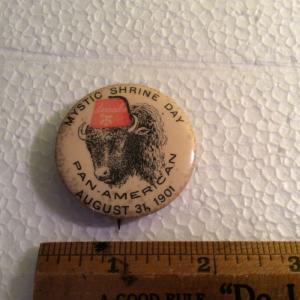 MYSTIC SHRINE DAY
PAN-AMERICAN
AUGUST 31, 1901
1
2
3
A GOOD RULE